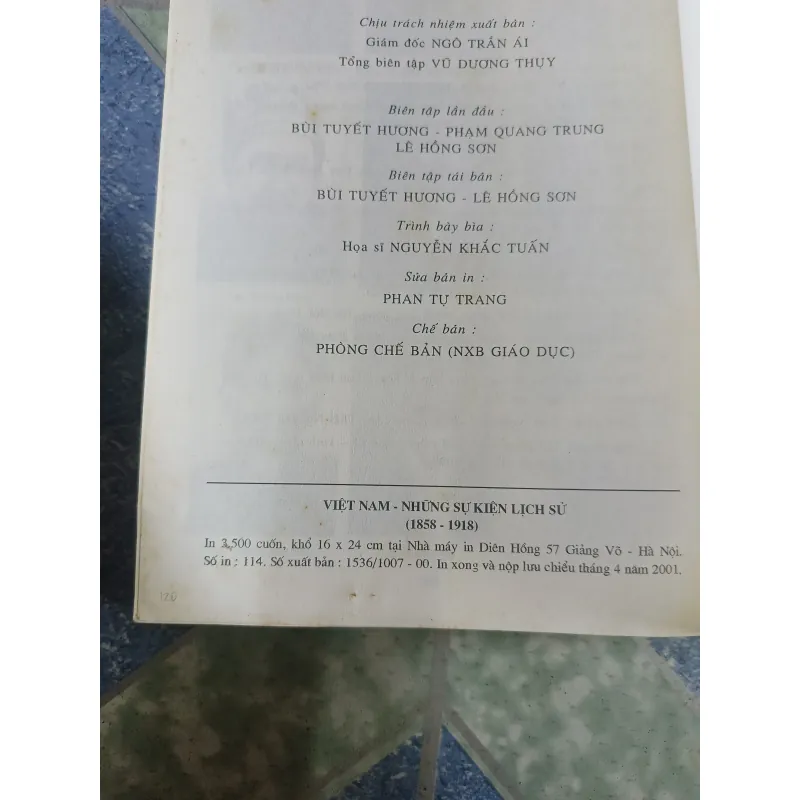 Chịu trách nhiệm xuất bản :
Giám đốc NGÔ TRẦN ÁI
Tổng biên tập VŨ DƯƠNG THỤY
Biên tập lần đầu :
BÙI TUYẾT HƯƠNG - PHẠM QUANG TRUNG
LÊ HỒNG SƠN
Biên tập tái bản :
BÙI TUYẾT HƯƠNG - LÊ HỒNG SƠN
Trình bày bìa :
Họa sĩ NGUYỄN KHẮC TUẤN
Sửa bản in :
PHAN TỰ TRANG
Chế bản :
PHÒNG CHẾ BẢN (NXB GIÁO DỤC)
VIỆT NAM - NHỮNG SỰ KIỆN LỊCH SỬ
(1858 - 1918)
In 3.500 cuốn, khổ 16 x 24 cm tại Nhà máy in Diên Hồng 57 Giảng Võ - Hà Nội.
Số in : 114. Số xuất bản : 1536/1007 - 00. In xong và nộp lưu chiểu tháng 4 năm 2001.